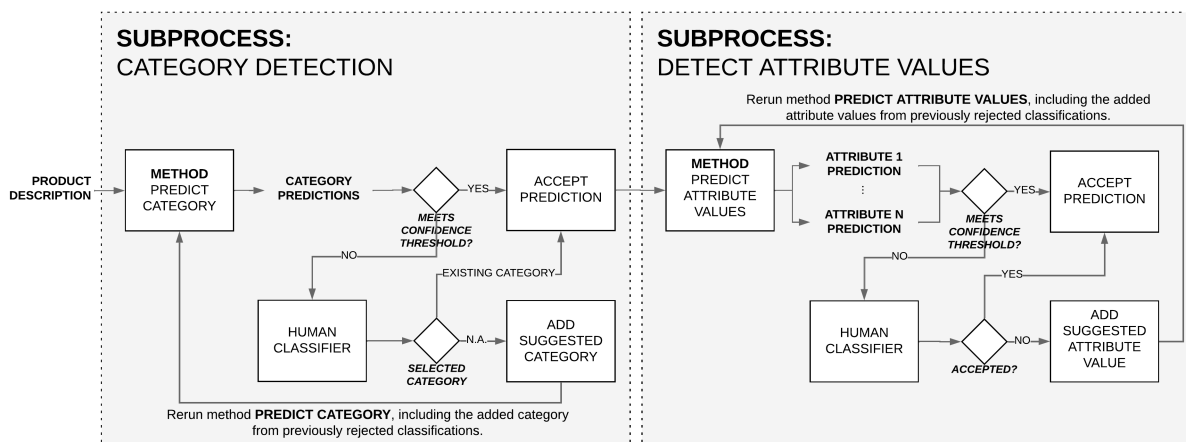 SUBPROCESS:
CATEGORY DETECTION
PRODUCT
DESCRIPTION
METHOD
PREDICT
CATEGORY
CATEGORY
PREDICTIONS
YES
MEETS
CONFIDENCE
THRESHOLD?
ACCEPT
PREDICTION
NO
EXISTING CATEGORY
HUMAN
CLASSIFIER
N.A.
SELECTED
CATEGORY
ADD
SUGGESTED
CATEGORY
Rerun method PREDICT CATEGORY, including the added category
from previously rejected classifications.
SUBPROCESS:
DETECT ATTRIBUTE VALUES
Rerun method PREDICT ATTRIBUTE VALUES, including the added
attribute values from previously rejected classifications.
METHOD
PREDICT
ATTRIBUTE
VALUES
ATTRIBUTE 1
PREDICTION
⋮
ATTRIBUTE N
PREDICTION
YES
MEETS
CONFIDENCE
THRESHOLD?
ACCEPT
PREDICTION
NO
YES
HUMAN
CLASSIFIER
NO
ACCEPTED?
ADD
SUGGESTED
ATTRIBUTE
VALUE